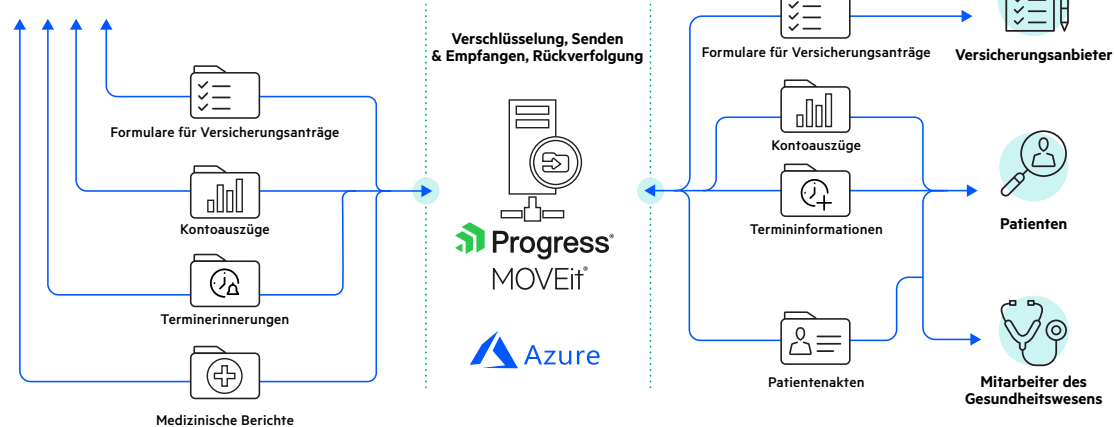 Formulare für Versicherungsanträge
Kontoauszüge
Terminerinnerungen
Medizinische Berichte
Verschlüsselung, Senden
& Empfangen, Rückverfolgung
Progress®
MOVEit®
Azure
Formulare für Versicherungsanträge
Kontoauszüge
Termininformationen
Patientenakten
Versicherungsanbieter
Patienten
Mitarbeiter des
Gesundheitswesens